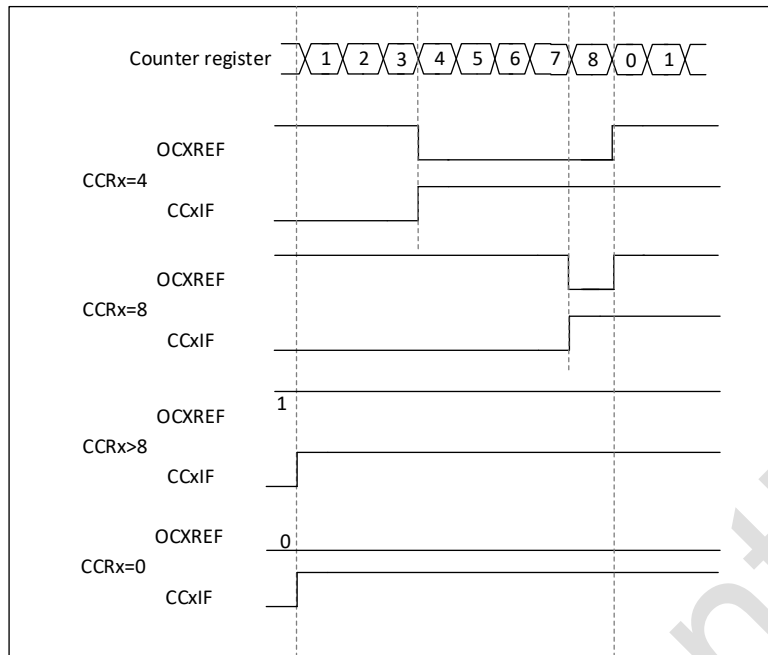 Counter register 1 2 3 4 5 6 7 8 0 1
OCXREF
CCRx=4
CCxIF
OCXREF
CCRx=8
CCxIF
1
OCXREF
CCRx>8
CCxIF
OCXREF 0
CCRx=0
CCxIF